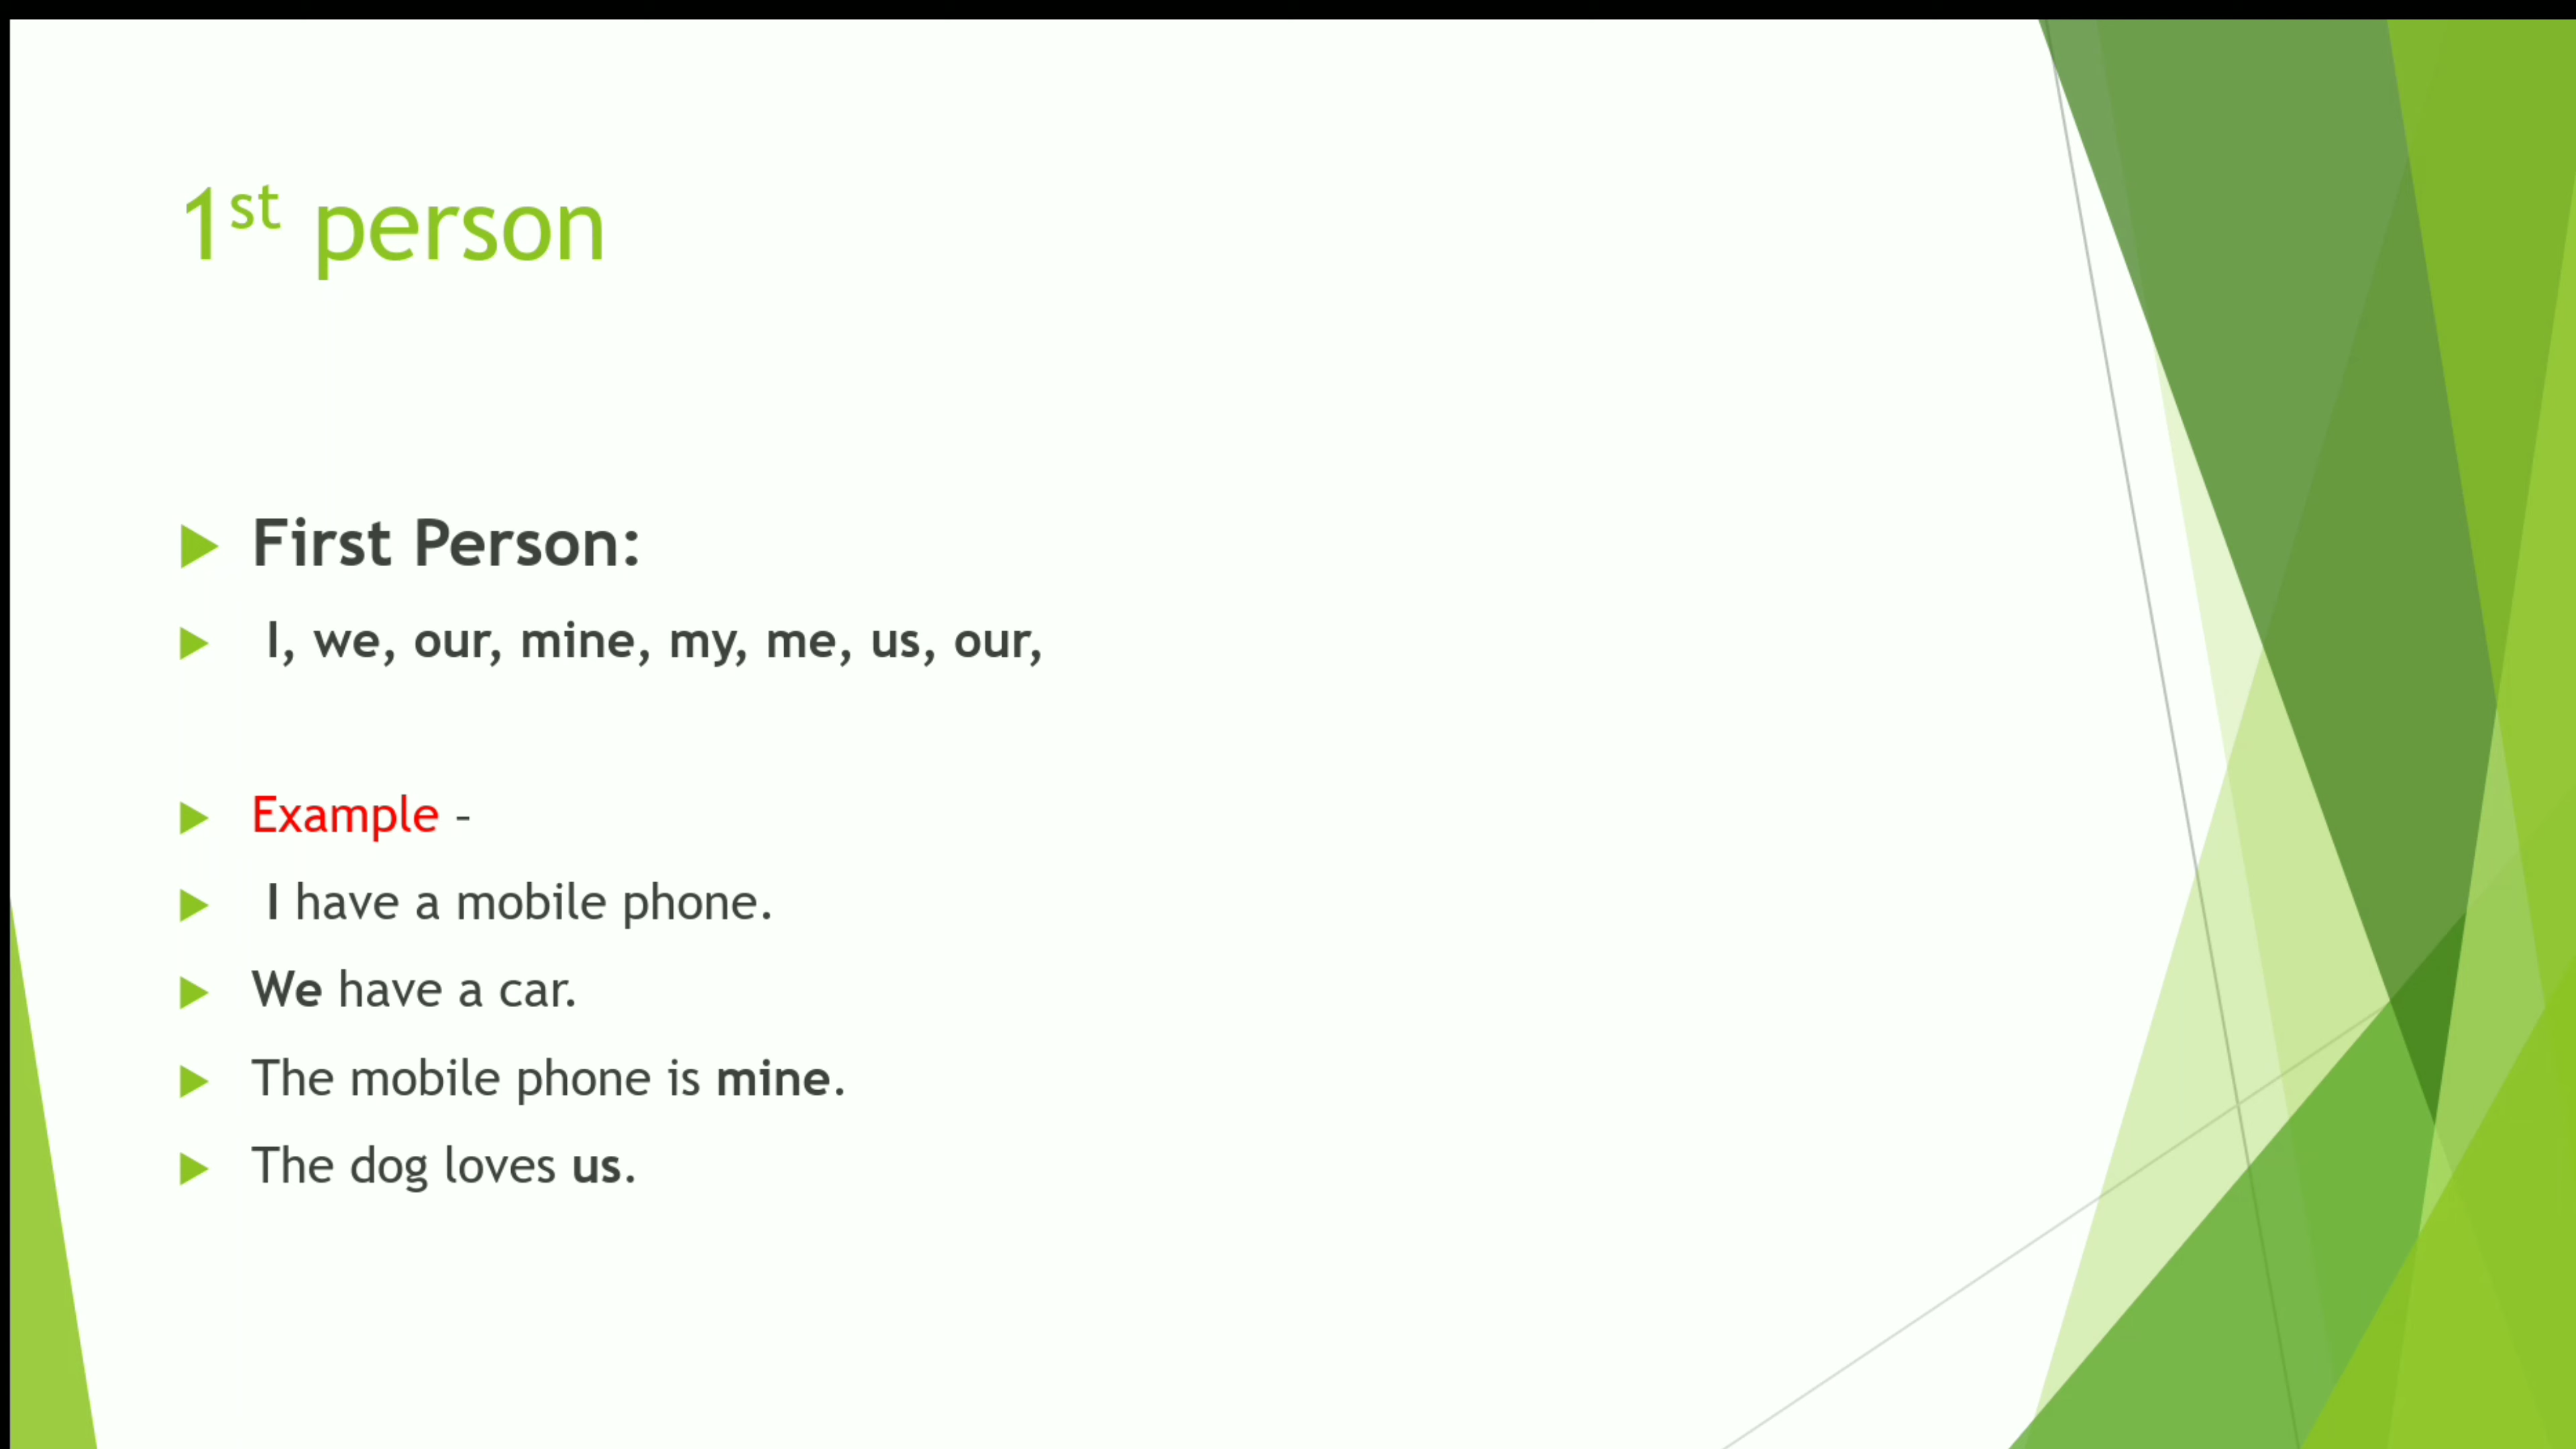 1st person
First Person:
I, we, our, mine, my, me, us, our,
Example -
I have a mobile phone.
We have a car.
The mobile phone is mine.
The dog loves us.